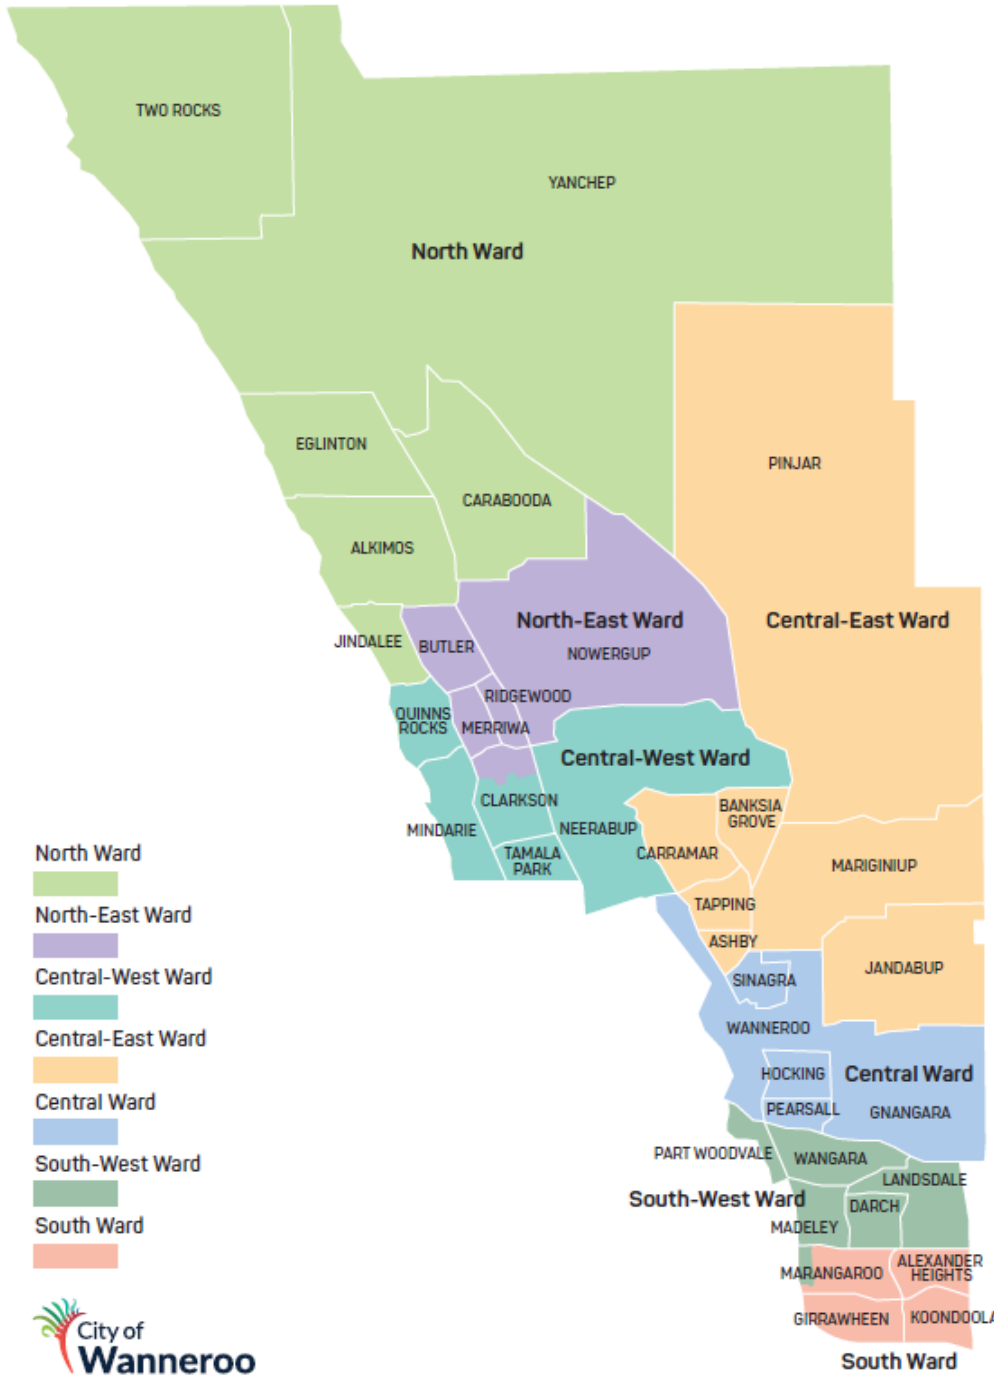 TWO ROCKS
YANCHEP
North Ward
EGLINTON
PINJAR
CARABOODA
ALKIMOS
North-East Ward
Central-East Ward
JINDALEE
BUTLER
NOWERGUP
RIDGEWOOD
QUINNS
ROCKS
MERRIWA
Central-West Ward
CLARKSON
BANKSIA
GROVE
MINDARIE
NEERABUP
TAMALA
PARK
CARRAMAR
MARIGINIUP
TAPPING
ASHBY
JANDABUP
SINAGRA
WANNEROO
HOCKING
Central Ward
PEARSALL
GNANGARA
PART WOODVALE
WANGARA
LANDSDALE
South-West Ward
DARCH
MADELEY
MARANGAROO
ALEXANDER
HEIGHTS
GIRRAWHEEN
KOONDOOLA
South Ward
North Ward
North-East Ward
Central-West Ward
Central-East Ward
Central Ward
South-West Ward
South Ward
City of
Wanneroo